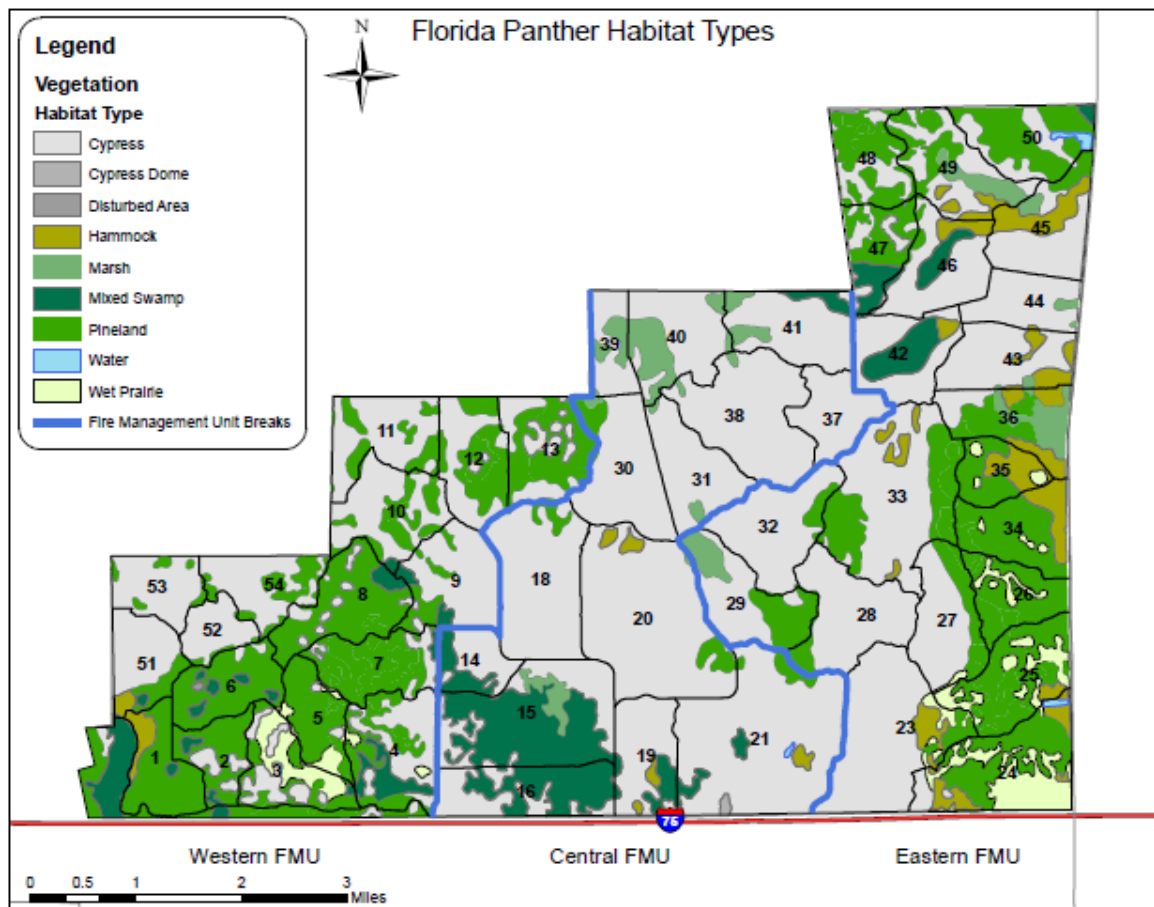 Florida Panther Habitat Types
N
Legend
Vegetation
Habitat Type
Cypress
Cypress Dome
Disturbed Area
Hammock
Marsh
Mixed Swamp
Pineland
Water
Wet Prairie
Fire Management Unit Breaks
50
48
49
45
47
46
44
41
40
39
42
43
38
37
36
11
13
12
30
35
31
33
10
32
34
53
54
9
18
8
26
52
29
28
27
20
51
14
7
6
25
15
5
23
21
1
4
19
2
3
24
16
75
Western FMU
Central FMU
Eastern FMU
0 0.5 1 2 3
Miles